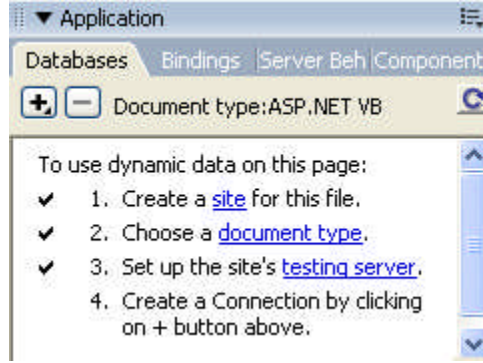 Application
Databases Bindings Server Beh Component
Document type:ASP.NET VB
To use dynamic data on this page:
1. Create a site for this file.
2. Choose a document type.
3. Set up the site's testing server.
4. Create a Connection by clicking
on + button above.